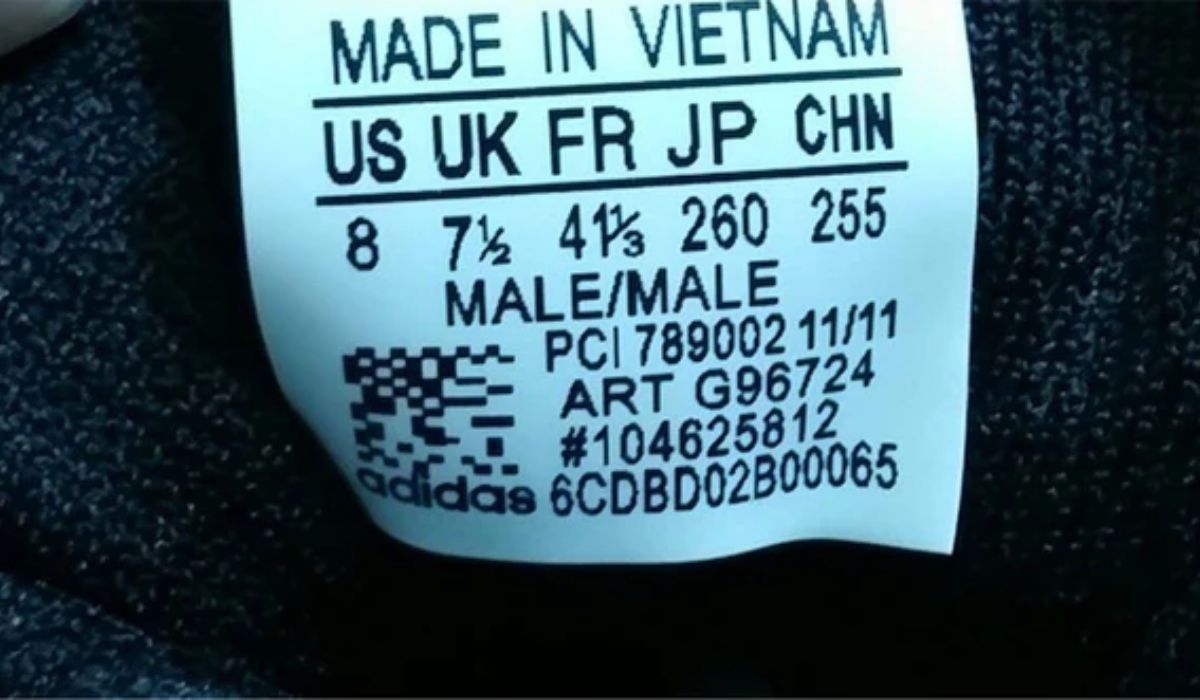 MADE IN VIETNAM
US UK FR JP CHN
8 7½ 41⅓ 260 255
MALE/MALE
PCI 789002 11/11
ART G96724
#104625812
adidas 6CDBD02B00065